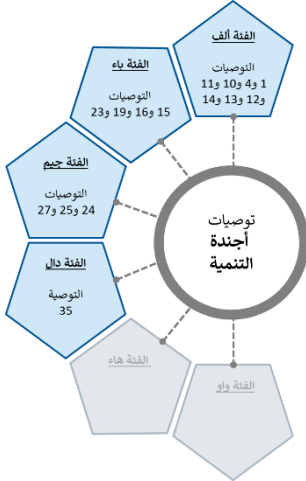 الفئة ألف
التوصيات
1 و4 و10 و11
و12 و13 و14
الفئة باء
التوصيات
15 و16 و19 و23
الفئة جيم
التوصيات
24 و25 و27
الفئة دال
التوصية
35
الفئة هاء
الفئة واو
توصيات
أجندة
التنمية